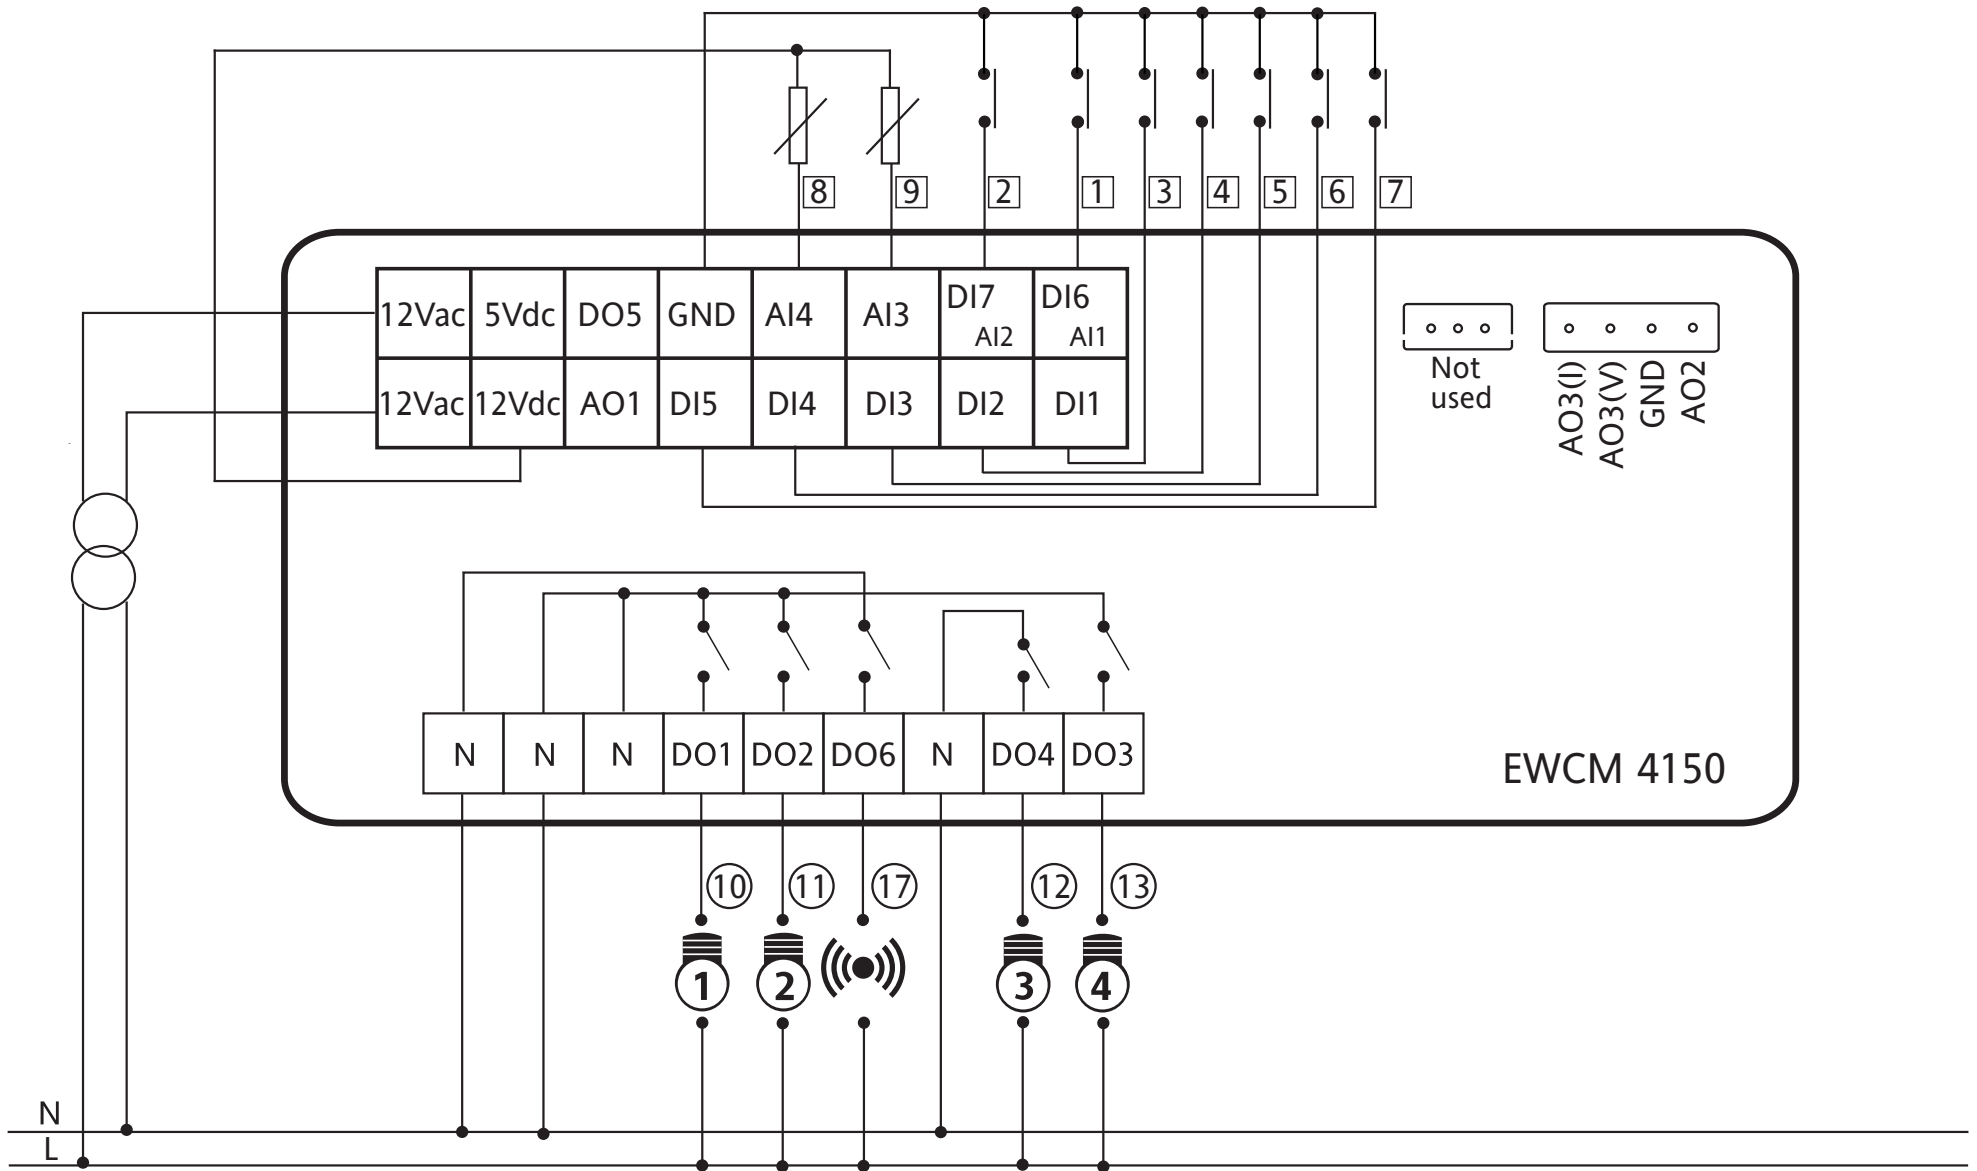 8 9 2 1 3 4 5 6 7
12Vac 5Vdc DO5 GND AI4 AI3 DI7 AI2 DI6 AI1
12Vac 12Vdc AO1 DI5 DI4 DI3 DI2 DI1
Not
used
AO3(I)
AO3(V)
GND
AO2
N N N DO1 DO2 DO6 N DO4 DO3
EWCM 4150
10 11 17 12 13
1 2 3 4
N
L